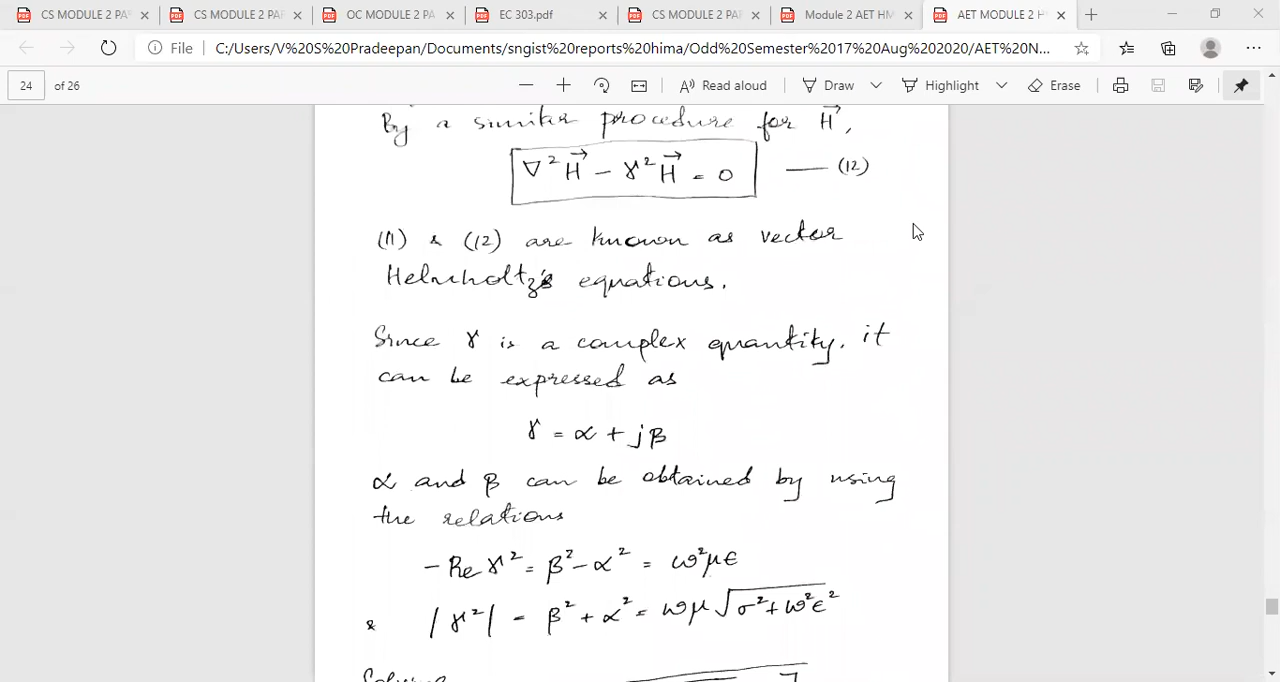 CS MODULE 2 PA
CS MODULE 2 PA
OC MODULE 2 PA
EC 303.pdf
CS MODULE 2 PA
Module 2 AET HM
AET MODULE 2 H
File
C:/Users/V%20S%20Pradeepan/Documents/sngist%20reports%20hima/Odd%20Semester%2017%20Aug%202020/AET%20N...
24 of 26
Read aloud
Draw
Highlight
Erase
By a similar procedure for H⃗,
∇²H⃗ - γ²H⃗ = 0 —— (12)
(11) & (12) are known as vector
Helmholtz's equations.
Since γ is a complex quantity, it
can be expressed as
γ = α + jβ
α and β can be obtained by using
the relations
- Re γ² = β² - α² = ω²με
& |γ²| = β² + α² = ωμ √σ² + ω²ε²
Solving